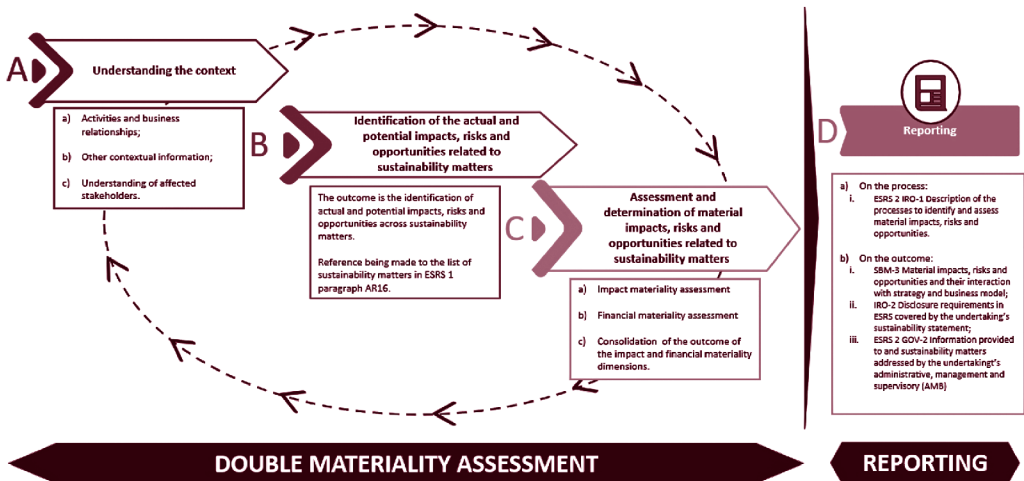 A
Understanding the context
a) Activities and business
relationships;
b) Other contextual information;
c) Understanding of affected
stakeholders.
B
Identification of the actual and
potential impacts, risks and
opportunities related to
sustainability matters
The outcome is the identification of
actual and potential impacts, risks and
opportunities across sustainability
matters.
Reference being made to the list of
sustainability matters in ESRS 1
paragraph AR16.
C
Assessment and
determination of material
impacts, risks and
opportunities related to
sustainability matters
a) Impact materiality assessment
b) Financial materiality assessment
c) Consolidation of the outcome of
the impact and financial materiality
dimensions.
D
Reporting
a) On the process:
i. ESRS 2 IRO-1 Description of the
processes to identify and assess
material impacts, risks and
opportunities.
b) On the outcome:
i. SBM-3 Material impacts, risks and
opportunities and their interaction
with strategy and business model;
ii. IRO-2 Disclosure requirements in
ESRS covered by the undertaking's
sustainability statement;
iii. ESRS 2 GOV-2 Information provided
to and sustainability matters
addressed by the undertakingt's
administrative, management and
supervisory (AMB)
DOUBLE MATERIALITY ASSESSMENT
REPORTING